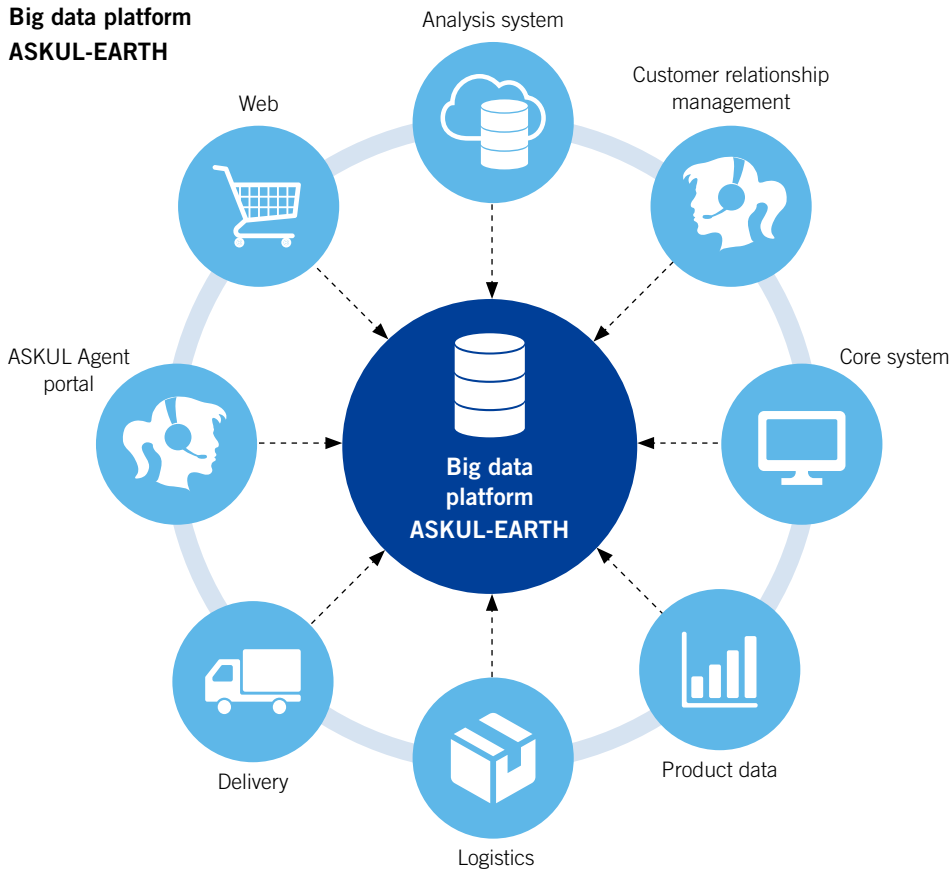 Big data platform
ASKUL-EARTH
Analysis system
Customer relationship
management
Web
ASKUL Agent
portal
Core system
Big data
platform
ASKUL-EARTH
Delivery
Product data
Logistics